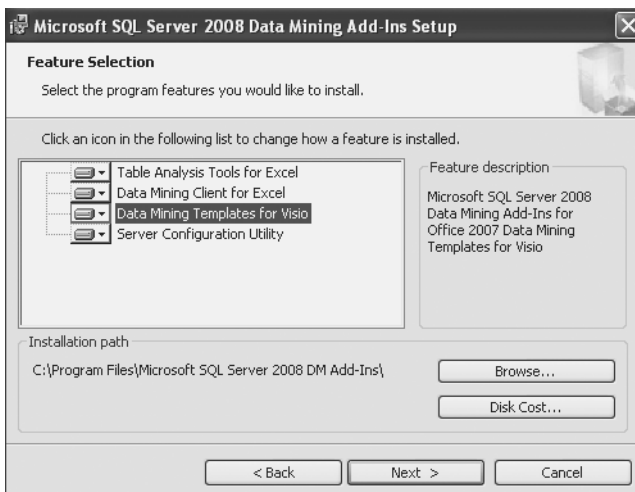 Microsoft SQL Server 2008 Data Mining Add-Ins Setup
Feature Selection
Select the program features you would like to install.
Click an icon in the following list to change how a feature is installed.
Table Analysis Tools for Excel
Data Mining Client for Excel
Data Mining Templates for Visio
Server Configuration Utility
Feature description
Microsoft SQL Server 2008
Data Mining Add-Ins for
Office 2007 Data Mining
Templates for Visio
Installation path
C:\Program Files\Microsoft SQL Server 2008 DM Add-Ins\
Browse...
Disk Cost...
< Back
Next >
Cancel